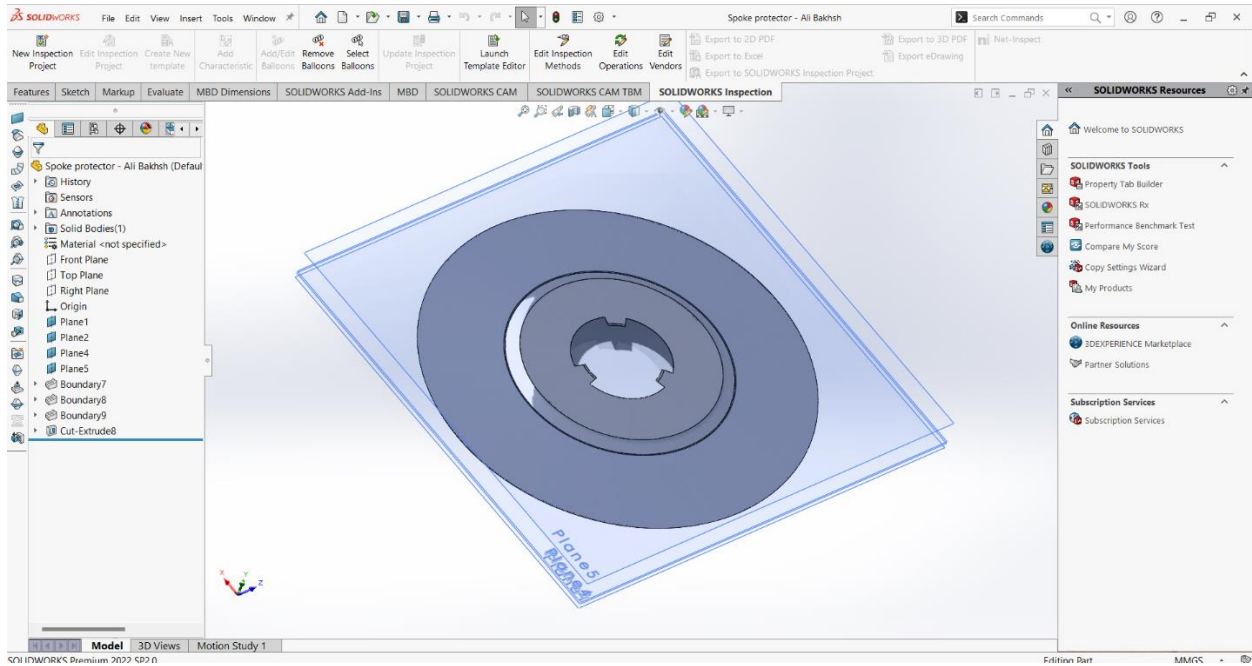 SOLIDWORKS File Edit View Insert Tools Window Spoke protector - Ali Bakhsh Search Commands
New Inspection Project
Edit Inspection Project
Create New template
Add Characteristic
Add/Edit Balloons
Remove Balloons
Select Balloons
Update Inspection Project
Launch Template Editor
Edit Inspection Methods
Edit Operations
Edit Vendors
Export to 2D PDF
Export to Excel
Export to SOLIDWORKS Inspection Project
Export to 3D PDF
Export eDrawing
Net-Inspect
Features Sketch Markup Evaluate MBD Dimensions SOLIDWORKS Add-Ins MBD SOLIDWORKS CAM SOLIDWORKS CAM TBM SOLIDWORKS Inspection
Spoke protector - Ali Bakhsh (Defaul
History
Sensors
Annotations
Solid Bodies(1)
Material <not specified>
Front Plane
Top Plane
Right Plane
Origin
Plane1
Plane2
Plane4
Plane5
Boundary7
Boundary8
Boundary9
Cut-Extrude8
Plane5
Plane4
X Y Z
SOLIDWORKS Resources
Welcome to SOLIDWORKS
SOLIDWORKS Tools
Property Tab Builder
SOLIDWORKS Rx
Performance Benchmark Test
Compare My Score
Copy Settings Wizard
My Products
Online Resources
3DEXPERIENCE Marketplace
Partner Solutions
Subscription Services
Subscription Services
Model 3D Views Motion Study 1
SOLIDWORKS Premium 2022 SP2.0 Editing Part MMGS